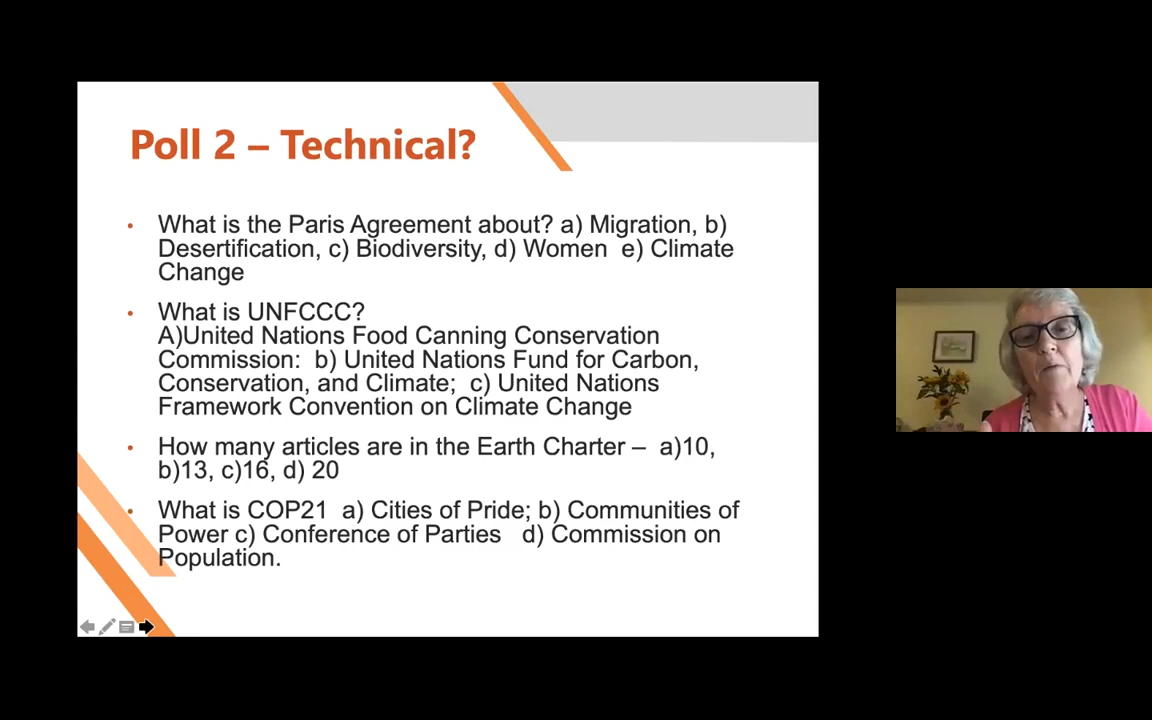 Poll 2 – Technical?
• What is the Paris Agreement about? a) Migration, b)
Desertification, c) Biodiversity, d) Women e) Climate
Change
• What is UNFCCC?
A)United Nations Food Canning Conservation
Commission: b) United Nations Fund for Carbon,
Conservation, and Climate; c) United Nations
Framework Convention on Climate Change
• How many articles are in the Earth Charter – a)10,
b)13, c)16, d) 20
• What is COP21 a) Cities of Pride; b) Communities of
Power c) Conference of Parties d) Commission on
Population.